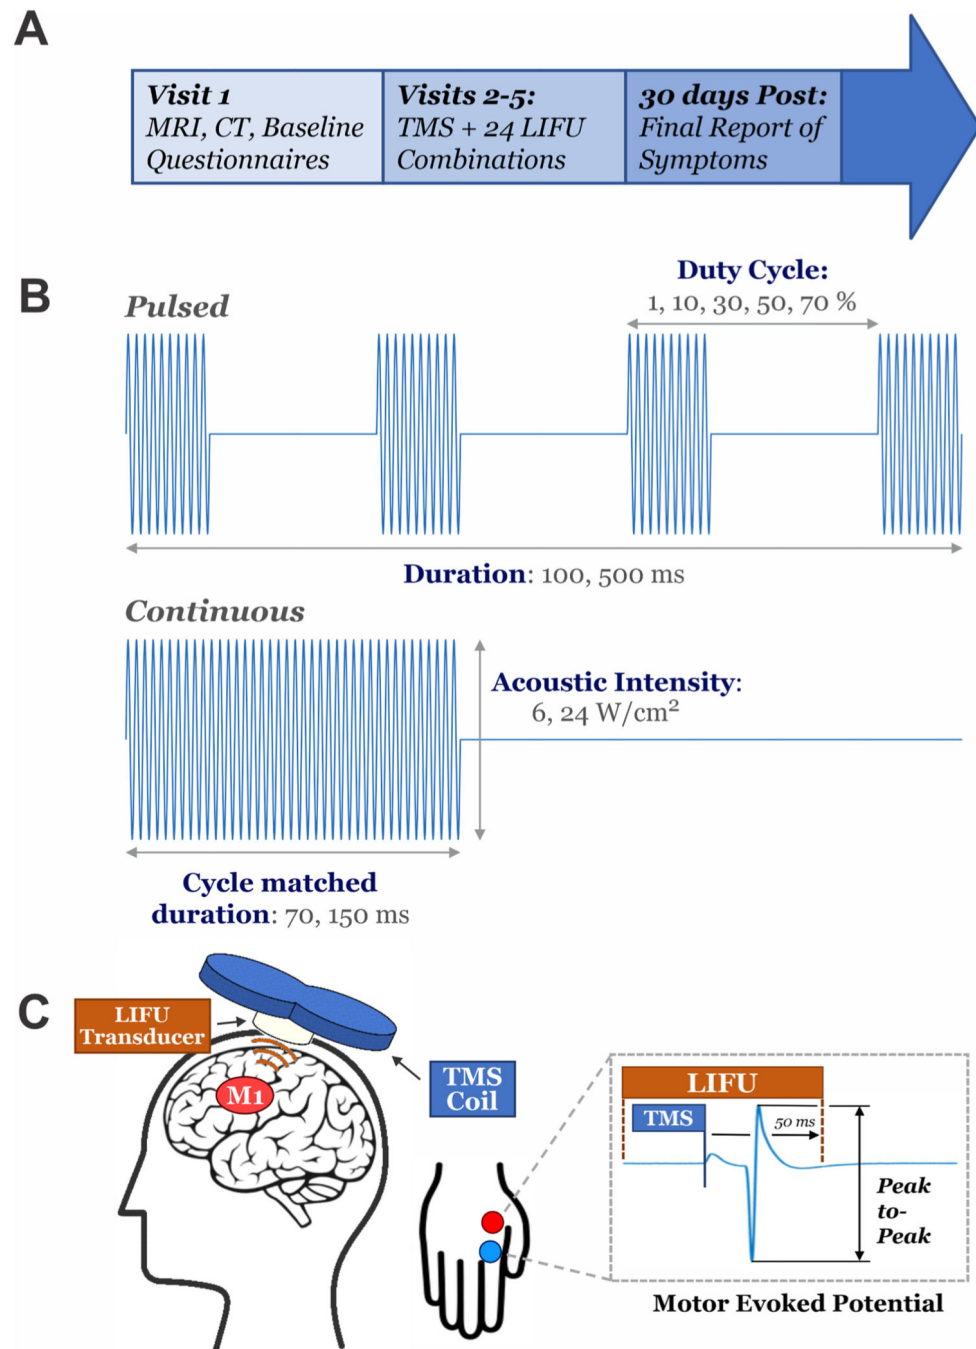 A
Visit 1
MRI, CT, Baseline
Questionnaires
Visits 2-5:
TMS + 24 LIFU
Combinations
30 days Post:
Final Report of
Symptoms
B
Pulsed
Duty Cycle:
1, 10, 30, 50, 70 %
Duration: 100, 500 ms
Continuous
Acoustic Intensity:
6, 24 W/cm²
Cycle matched
duration: 70, 150 ms
C
LIFU
Transducer
M1
TMS
Coil
LIFU
TMS
50 ms
Peak
to-
Peak
Motor Evoked Potential